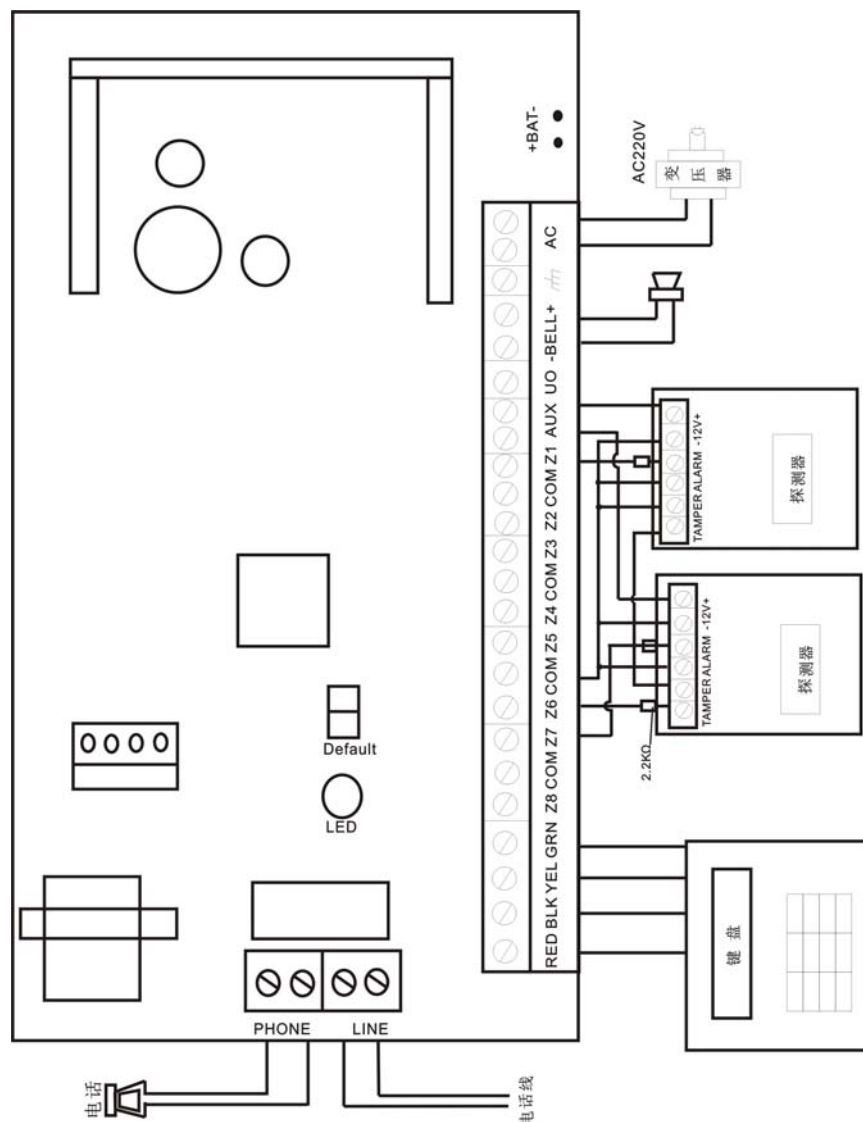 +BAT-
AC220V
变压器
AC
-BELL+
UO
AUX
Z1
COM
Z2
Z3
COM
Z4
Z5
COM
Z6
Z7
COM
Z8
GRN
YEL
BLK
RED
TAMPER ALARM -12V+
探测器
TAMPER ALARM -12V+
探测器
2.2KΩ
键盘
Default
LED
PHONE
LINE
电话
电话线